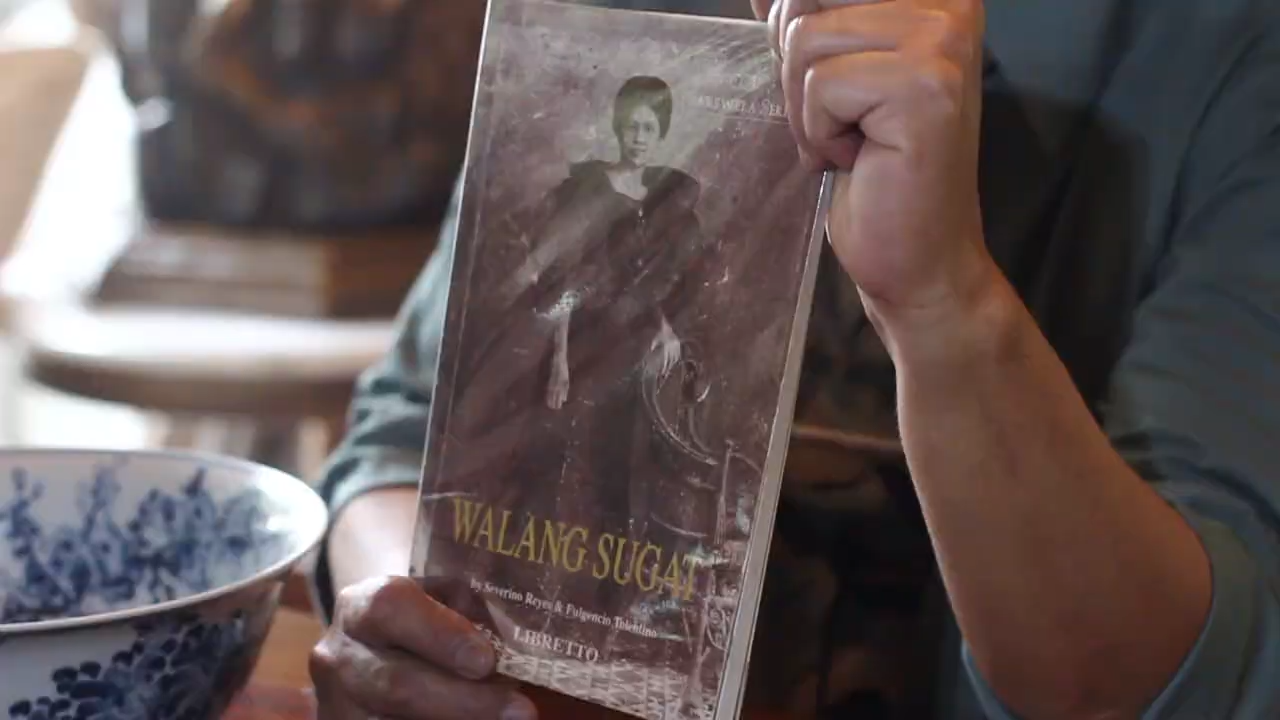 WALANG SUGAT
by Severino Reyes & Fulgencio Tolentino
LIBRETTO